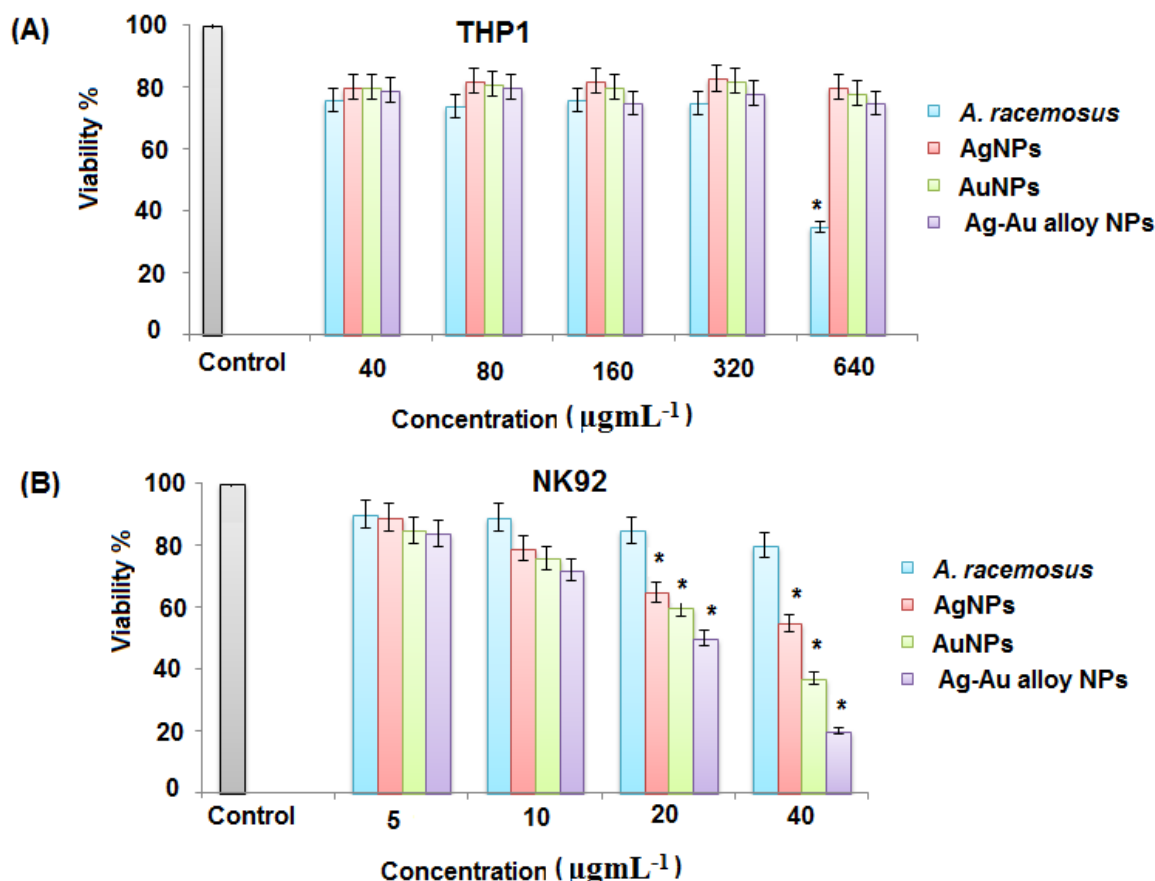 (A)
THP1
Viability %
100
80
60
40
20
0
*
A. racemosus
AgNPs
AuNPs
Ag-Au alloy NPs
Control 40 80 160 320 640
Concentration ( µgmL-1 )
(B)
NK92
Viability %
100
80
60
40
20
0
* * *
* * *
A. racemosus
AgNPs
AuNPs
Ag-Au alloy NPs
Control 5 10 20 40
Concentration ( µgmL-1 )